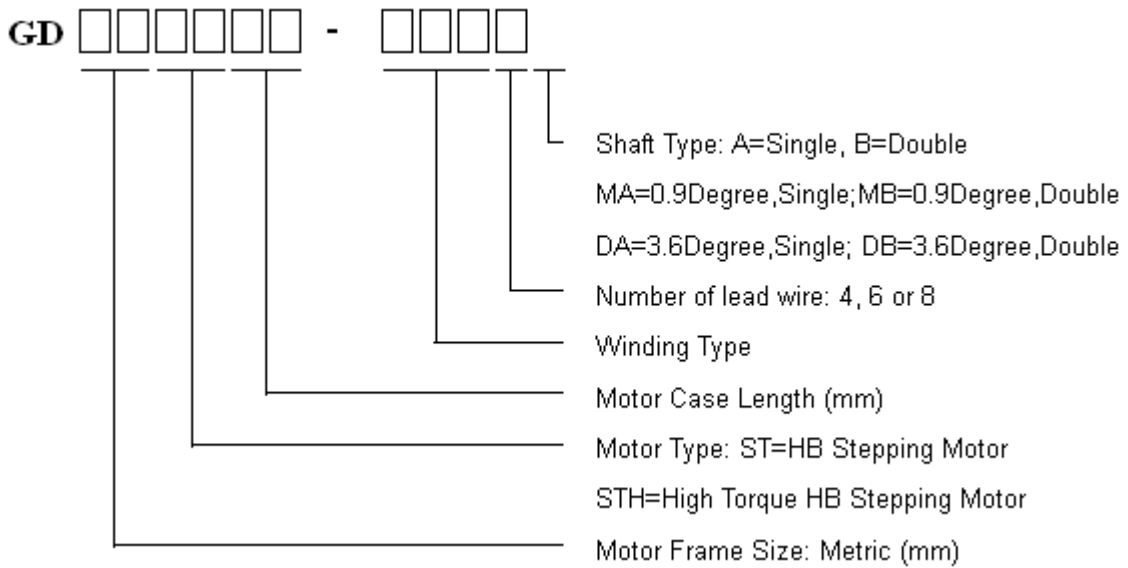 GD □□□□□□ - □□□□
Shaft Type: A=Single, B=Double
MA=0.9Degree,Single;MB=0.9Degree,Double
DA=3.6Degree,Single; DB=3.6Degree,Double
Number of lead wire: 4, 6 or 8
Winding Type
Motor Case Length (mm)
Motor Type: ST=HB Stepping Motor
STH=High Torque HB Stepping Motor
Motor Frame Size: Metric (mm)